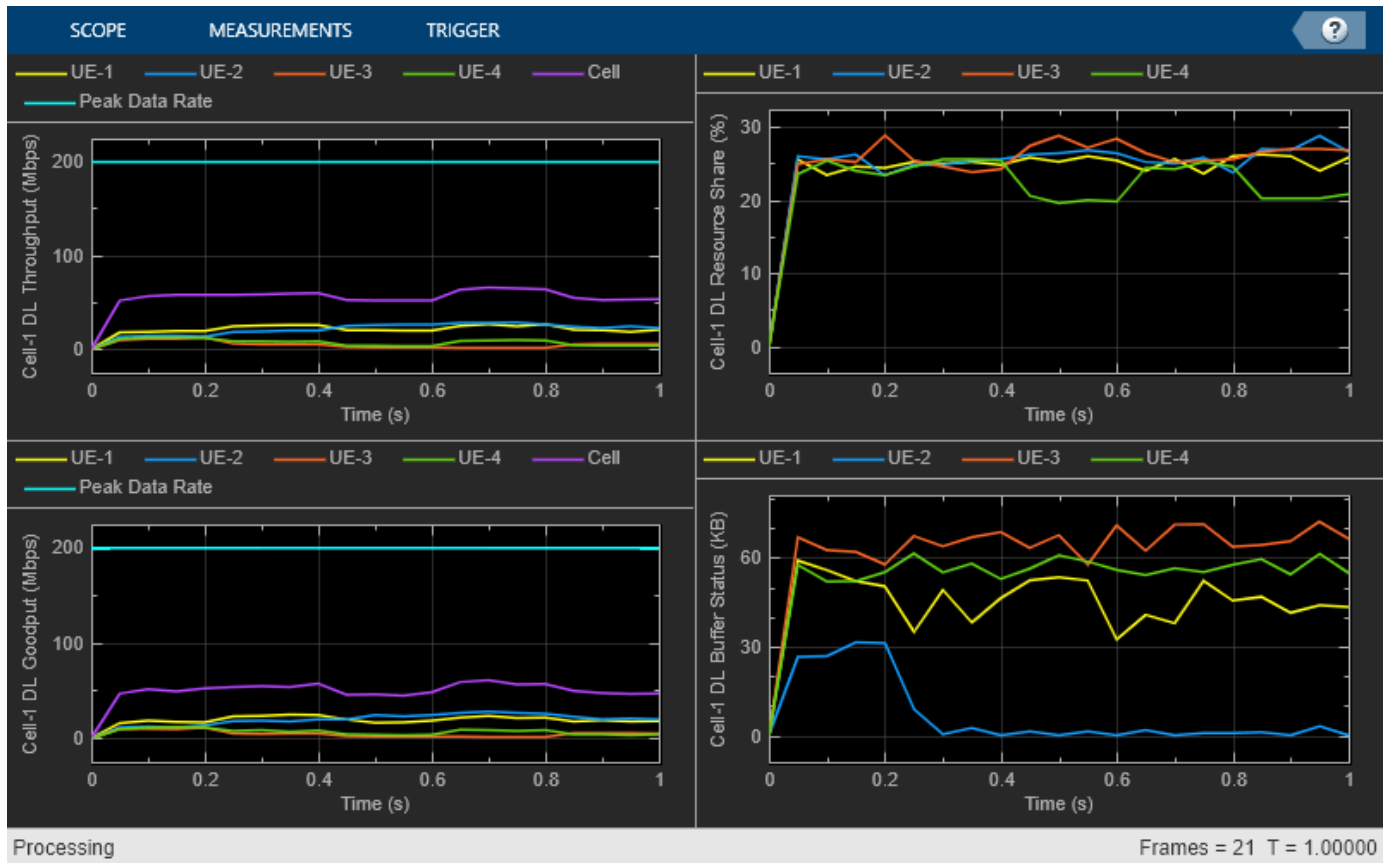 SCOPE MEASUREMENTS TRIGGER ?
UE-1 UE-2 UE-3 UE-4 Cell
Peak Data Rate
Cell-1 DL Throughput (Mbps)
200
100
0
0 0.2 0.4 0.6 0.8 1
Time (s)
UE-1 UE-2 UE-3 UE-4
Cell-1 DL Resource Share (%)
30
20
10
0
0 0.2 0.4 0.6 0.8 1
Time (s)
UE-1 UE-2 UE-3 UE-4 Cell
Peak Data Rate
Cell-1 DL Goodput (Mbps)
200
100
0
0 0.2 0.4 0.6 0.8 1
Time (s)
UE-1 UE-2 UE-3 UE-4
Cell-1 DL Buffer Status (KB)
60
30
0
0 0.2 0.4 0.6 0.8 1
Time (s)
Processing Frames = 21 T = 1.00000